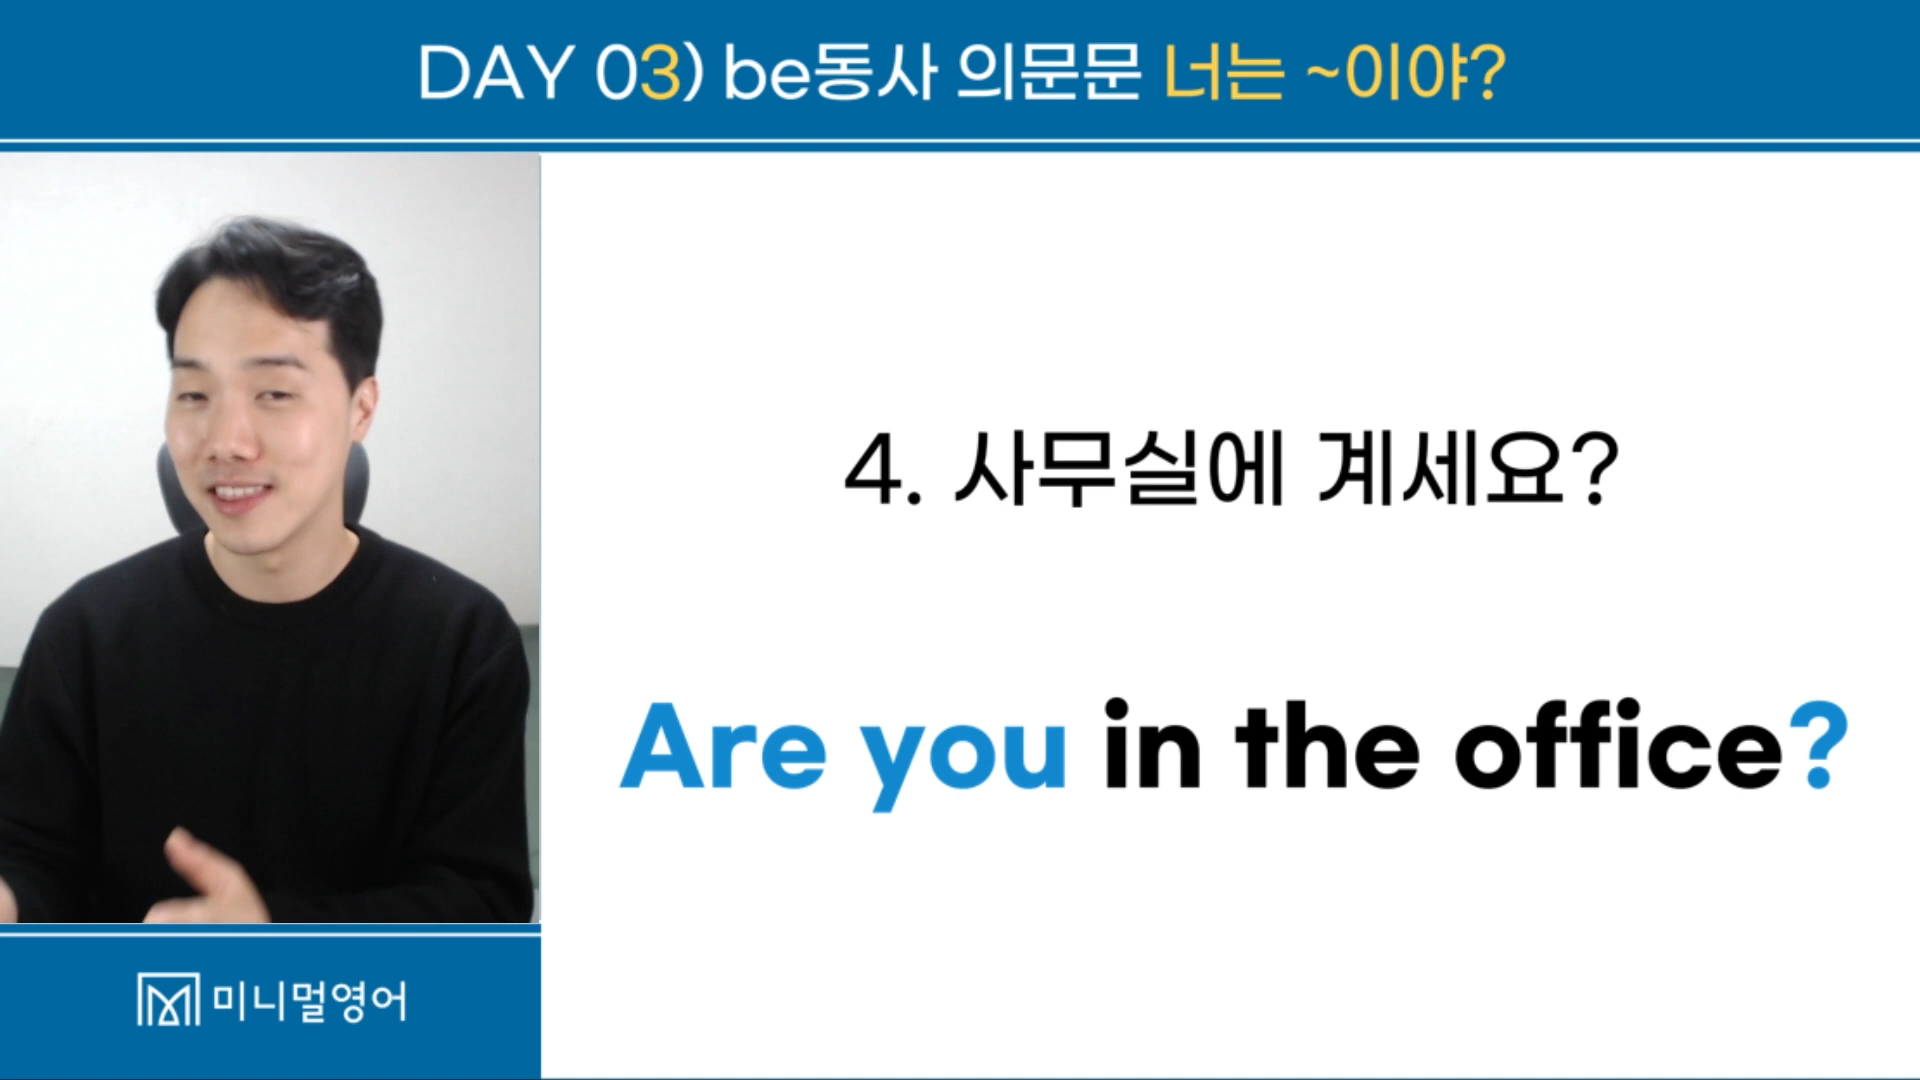 DAY 03) be동사 의문문 너는 ~이야?
4. 사무실에 계세요?
Are you in the office?
미니멀영어